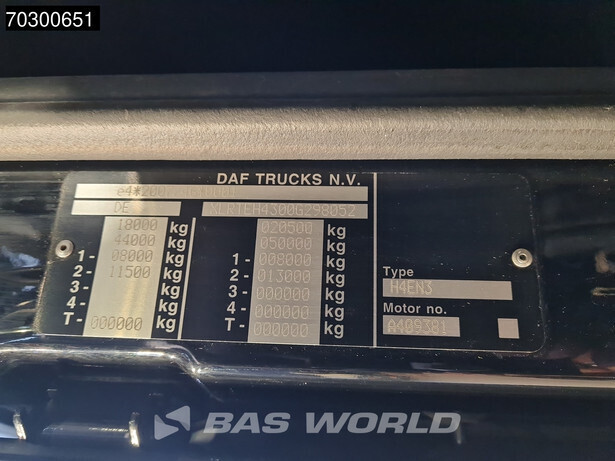 70300651
DAF TRUCKS N.V.
DE XLRTEH4300G298052
18000 kg 020500 kg
44000 kg 050000 kg
1- 08000 kg 1- 008000 kg
2- 11500 kg 2- 013000 kg
3- kg 3- 000000 kg
4- kg 4- 000000 kg
T- 000000 kg T- 000000 kg
Type
H4EN3
Motor no.
A409381
BAS WORLD